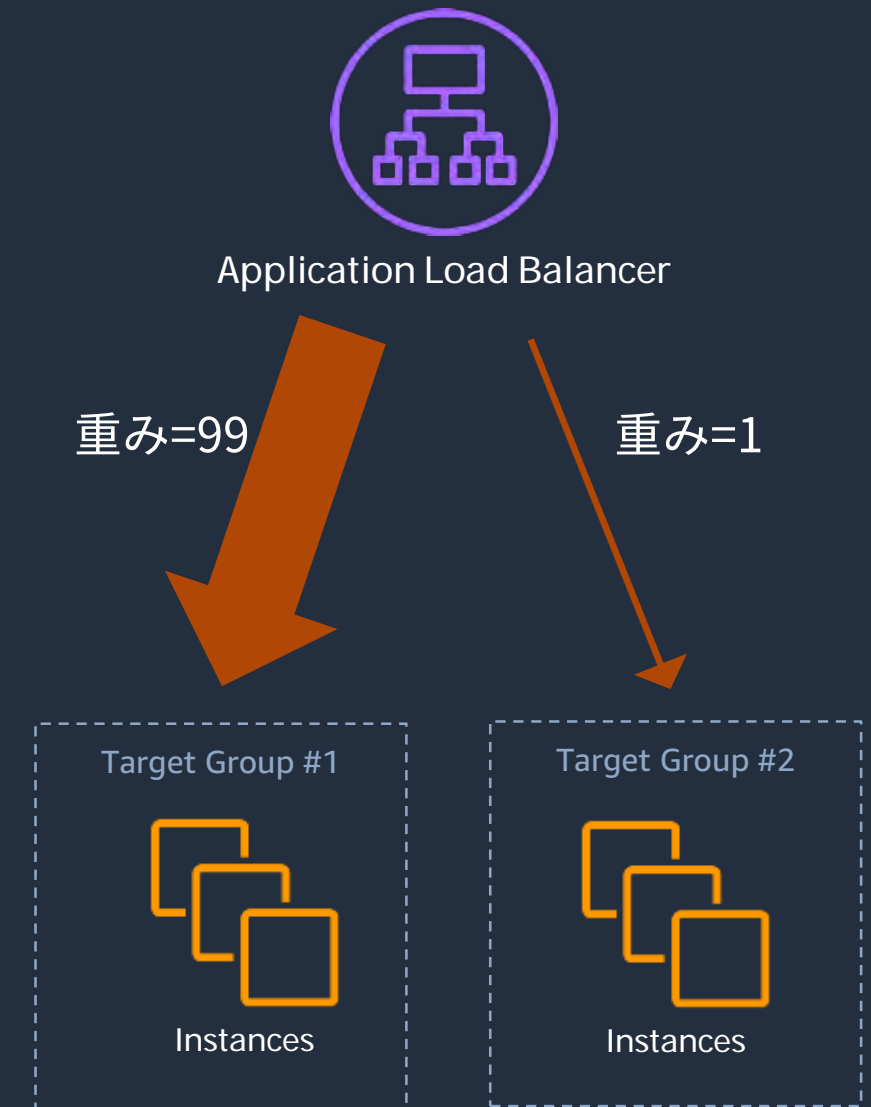 Application Load Balancer
重み=99
重み=1
Target Group #1
Target Group #2
Instances
Instances